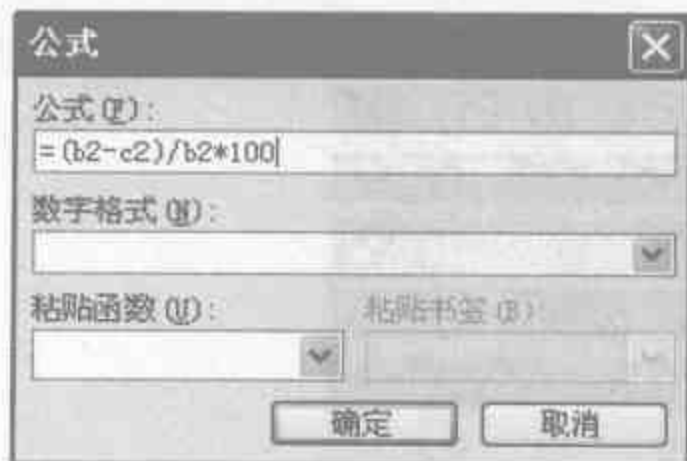 公式
公式(F):
=(b2-c2)/b2*100
数字格式(N):
粘贴函数(U):
粘贴书签(B):
确定
取消